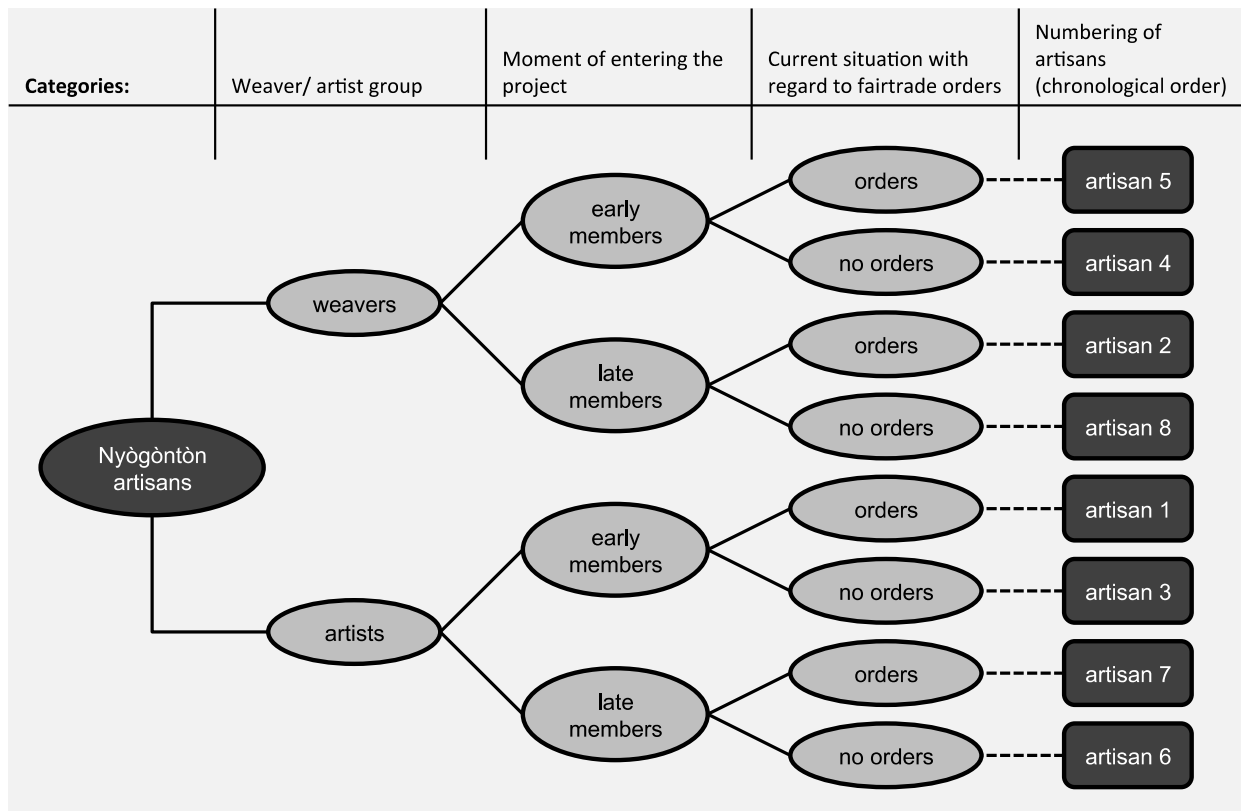 Categories:
Weaver/ artist group
Moment of entering the
project
Current situation with
regard to fairtrade orders
Numbering of
artisans
(chronological order)
Nyògòntòn
artisans
weavers
early
members
orders
artisan 5
no orders
artisan 4
late
members
orders
artisan 2
no orders
artisan 8
artists
early
members
orders
artisan 1
no orders
artisan 3
late
members
orders
artisan 7
no orders
artisan 6